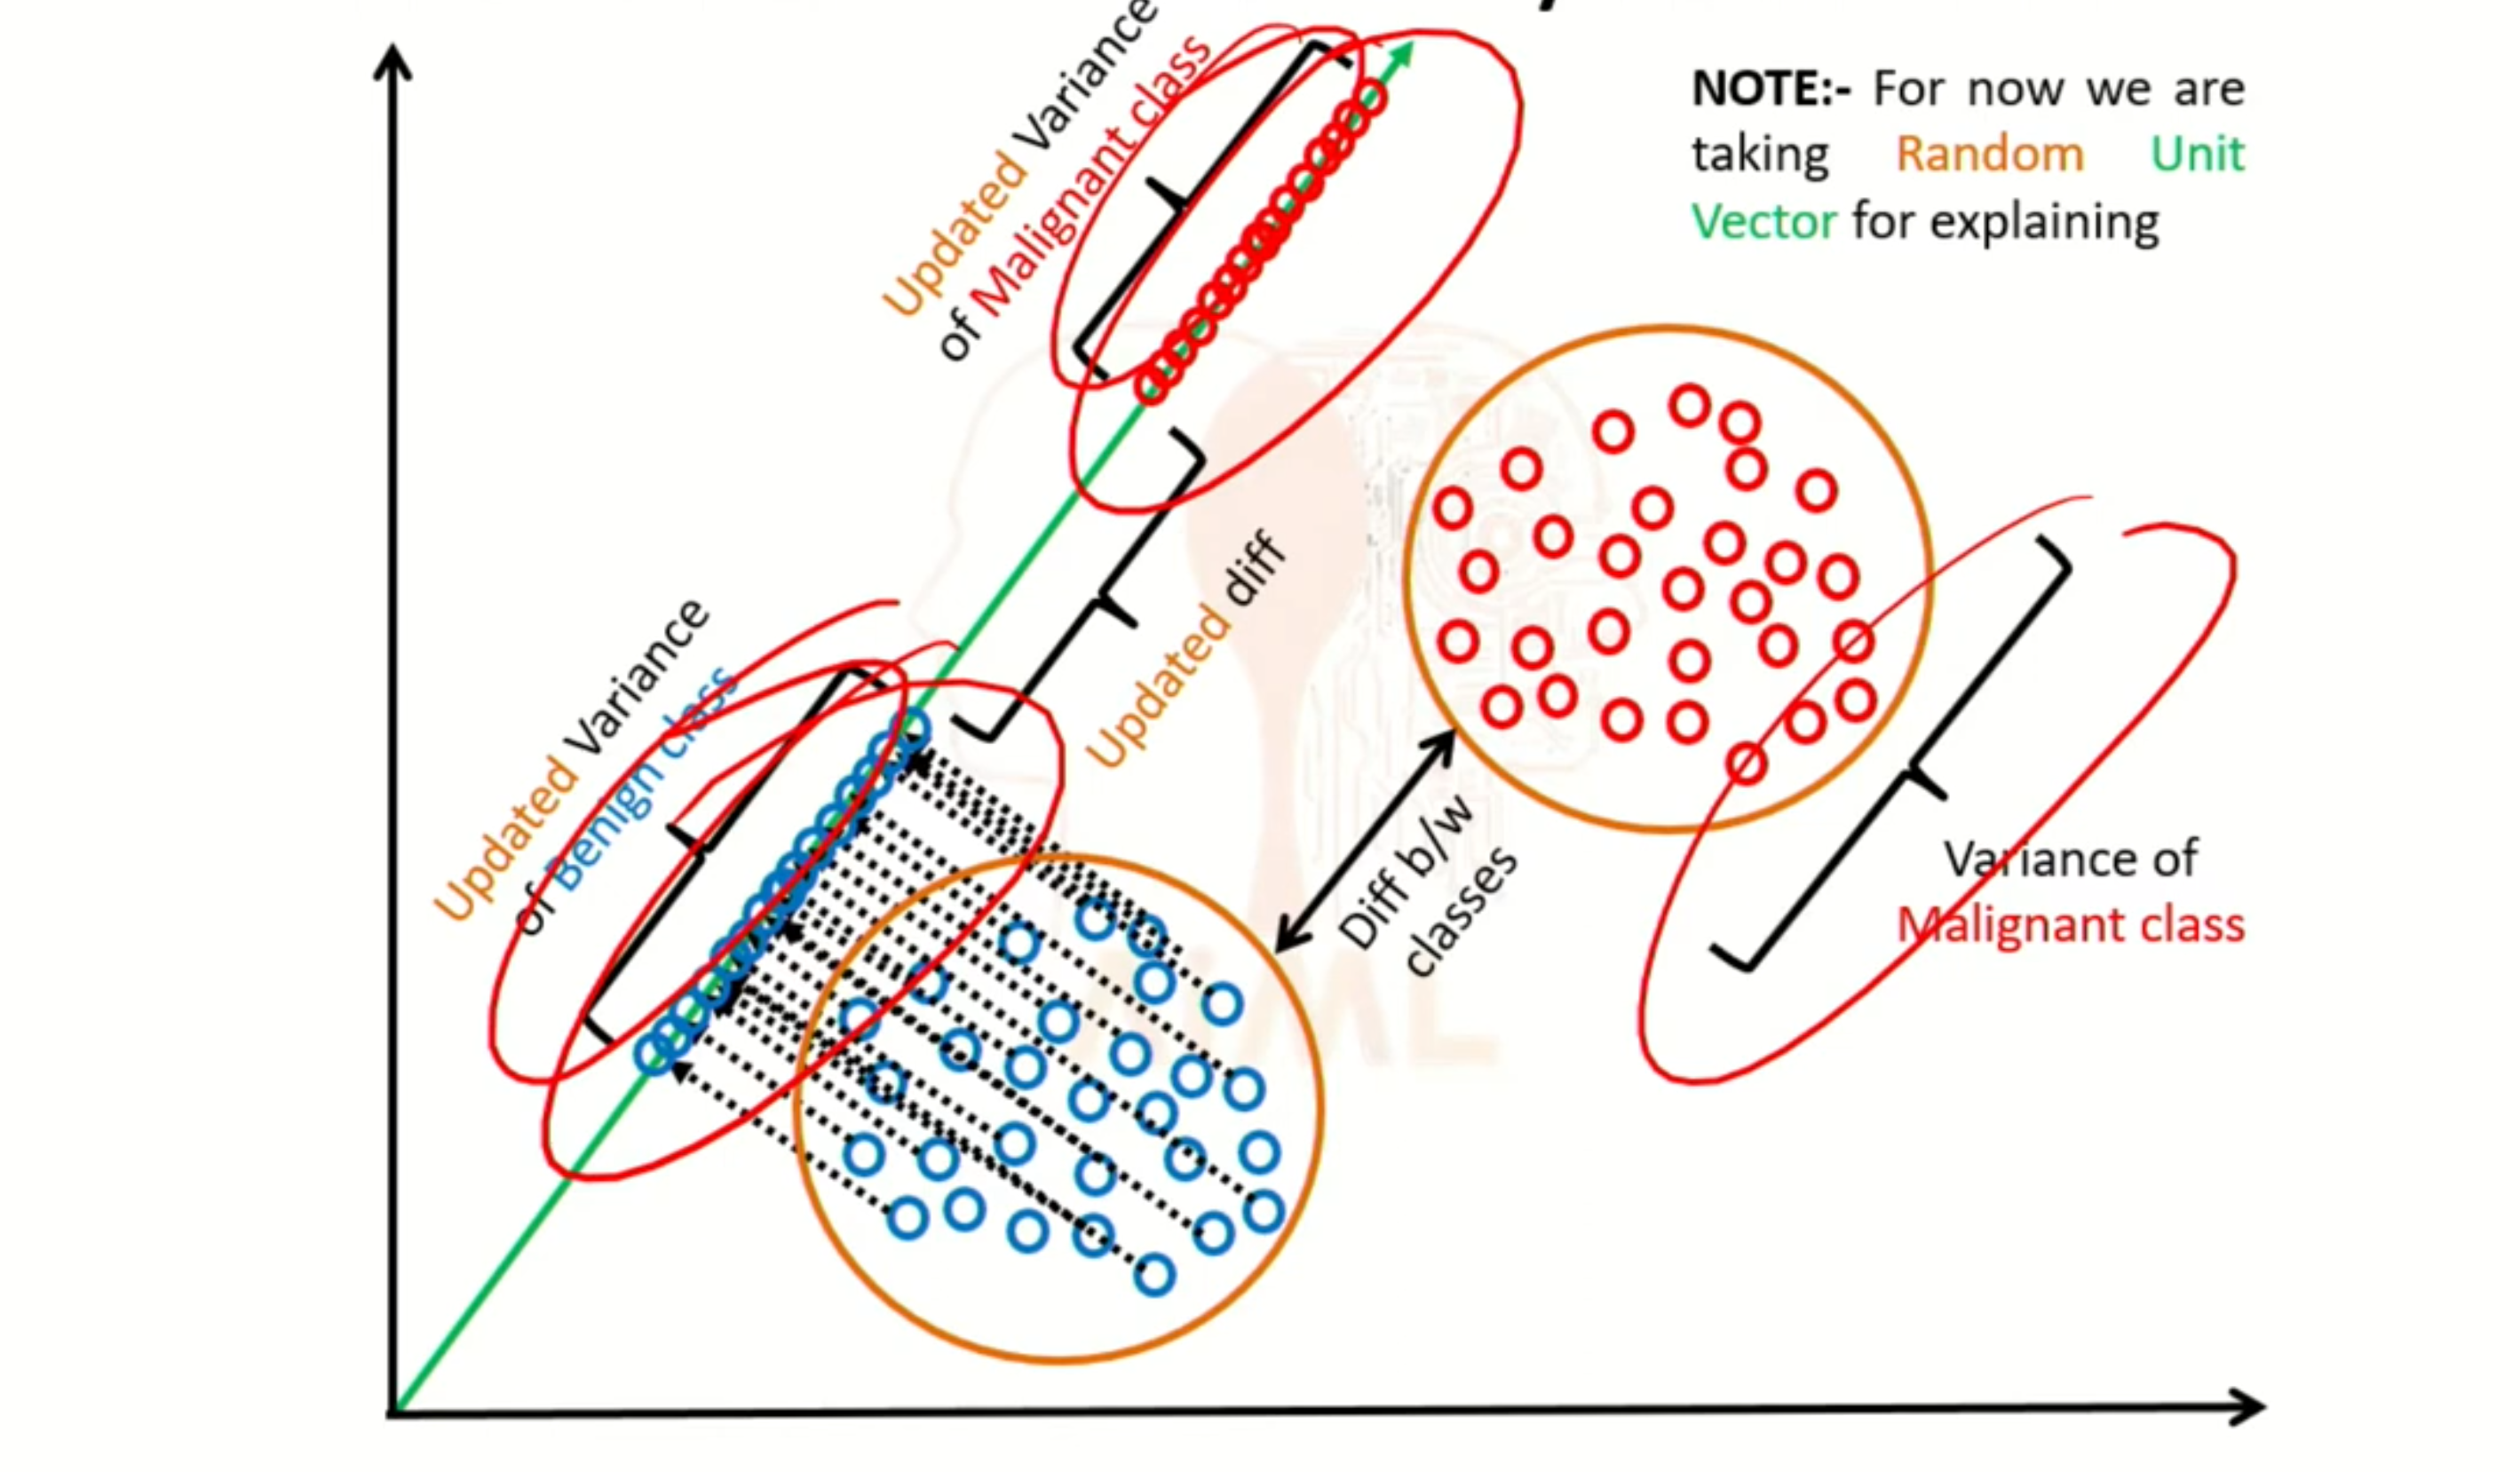 Updated Variance
of Malignant class
NOTE:- For now we are
taking Random Unit
Vector for explaining
Updated diff
Updated Variance
of Benign class
Diff b/w
classes
Variance of
Malignant class